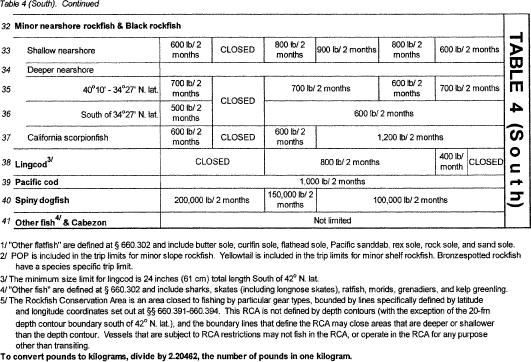 Table 4 (South). Continued
32 Minor nearshore rockfish & Black rockfish
33 Shallow nearshore 600 lb/ 2 months CLOSED 800 lb/ 2 months 900 lb/ 2 months 800 lb/ 2 months 600 lb/ 2 months
34 Deeper nearshore
35 40°10' - 34°27' N. lat. 700 lb/ 2 months CLOSED 700 lb/ 2 months 600 lb/ 2 months 700 lb/ 2 months
36 South of 34°27' N. lat. 500 lb/ 2 months 600 lb/ 2 months
37 California scorpionfish 600 lb/ 2 months CLOSED 600 lb/ 2 months 1,200 lb/ 2 months
38 Lingcod3/ CLOSED 800 lb/ 2 months 400 lb/ month CLOSED
39 Pacific cod 1,000 lb/ 2 months
40 Spiny dogfish 200,000 lb/ 2 months 150,000 lb/ 2 months 100,000 lb/ 2 months
41 Other fish4/ & Cabezon Not limited
TABLE 4 (South)
1/ "Other flatfish" are defined at § 660.302 and include butter sole, curlfin sole, flathead sole, Pacific sanddab, rex sole, rock sole, and sand sole.
2/ POP is included in the trip limits for minor slope rockfish. Yellowtail is included in the trip limits for minor shelf rockfish. Bronzespotted rockfish
have a species specific trip limit.
3/ The minimum size limit for lingcod is 24 inches (61 cm) total length South of 42° N. lat.
4/ "Other fish" are defined at § 660.302 and include sharks, skates (including longnose skates), ratfish, morids, grenadiers, and kelp greenling.
5/ The Rockfish Conservation Area is an area closed to fishing by particular gear types, bounded by lines specifically defined by latitude
and longitude coordinates set out at §§ 660.391-660.394. This RCA is not defined by depth contours (with the exception of the 20-fm
depth contour boundary south of 42° N. lat.), and the boundary lines that define the RCA may close areas that are deeper or shallower
than the depth contour. Vessels that are subject to RCA restrictions may not fish in the RCA, or operate in the RCA for any purpose
other than transiting.
To convert pounds to kilograms, divide by 2.20462, the number of pounds in one kilogram.